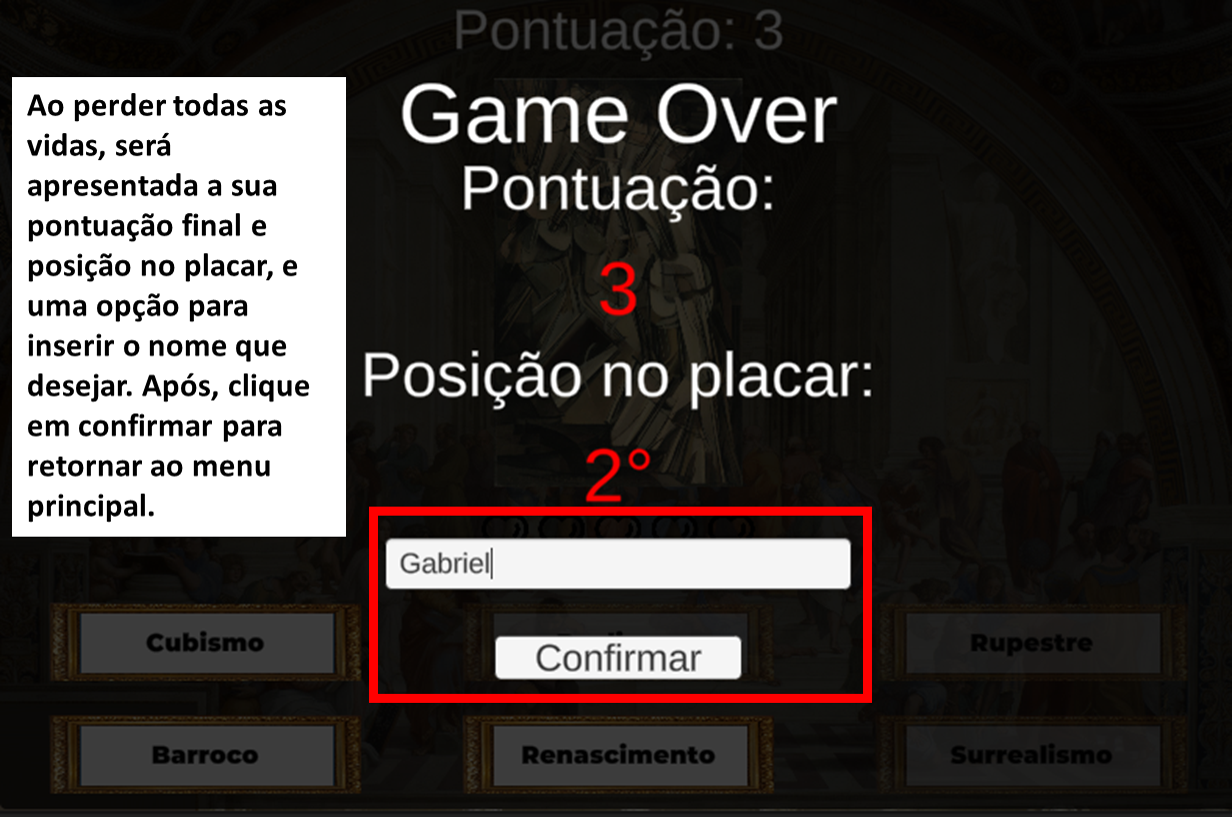 Pontuação: 3
Ao perder todas as
vidas, será
apresentada a sua
pontuação final e
posição no placar, e
uma opção para
inserir o nome que
desejar. Após, clique
em confirmar para
retornar ao menu
principal.
Game Over
Pontuação:
3
Posição no placar:
2°
Gabriel
Confirmar
Cubismo
Rupestre
Barroco
Renascimento
Surrealismo